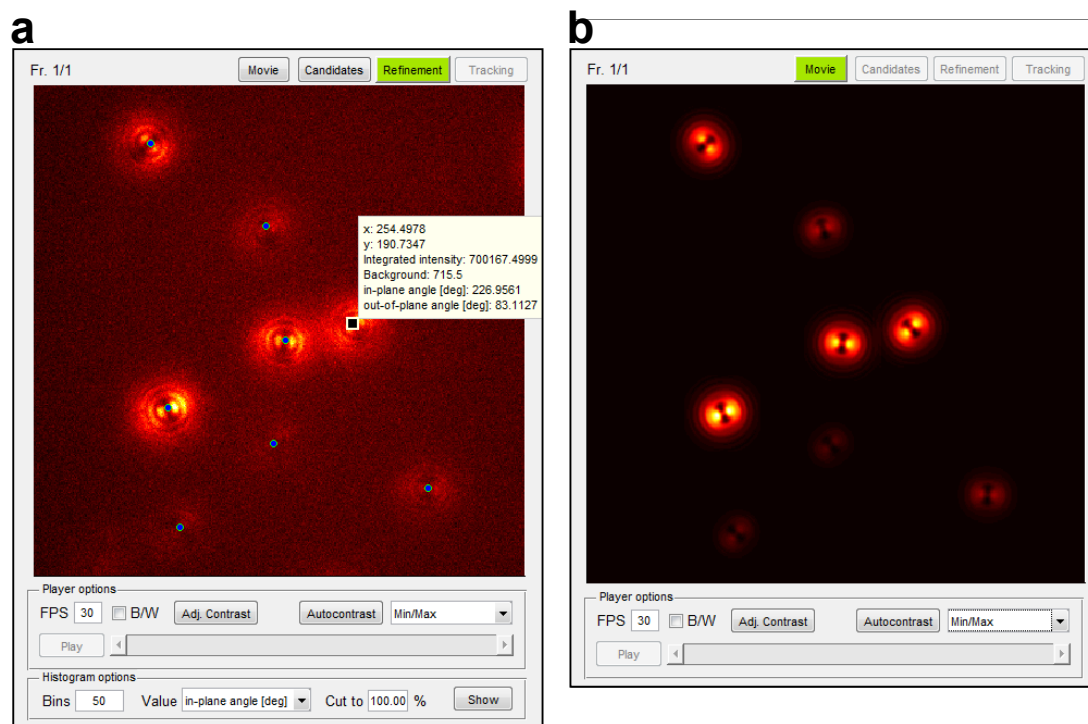 a
Fr. 1/1
Movie
Candidates
Refinement
Tracking
x: 254.4978
y: 190.7347
Integrated intensity: 700167.4999
Background: 715.5
in-plane angle [deg]: 226.9561
out-of-plane angle [deg]: 83.1127
Player options
FPS 30 B/W Adj. Contrast Autocontrast Min/Max
Play
Histogram options
Bins 50 Value in-plane angle [deg] Cut to 100.00 % Show
b
Fr. 1/1
Movie
Candidates
Refinement
Tracking
Player options
FPS 30 B/W Adj. Contrast Autocontrast Min/Max
Play